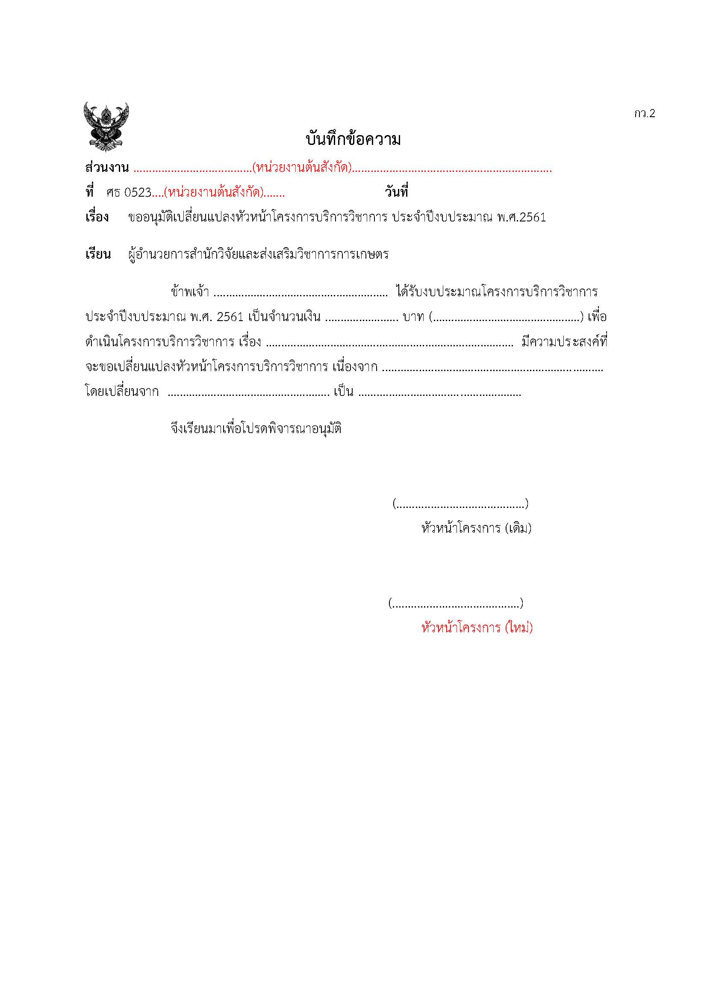 กว.2
บันทึกข้อความ
ส่วนงาน ......................................(หน่วยงานต้นสังกัด)................................................................
ที่ ศธ 0523....(หน่วยงานต้นสังกัด)....... วันที่
เรื่อง ขออนุมัติเปลี่ยนแปลงหัวหน้าโครงการบริการวิชาการ ประจำปีงบประมาณ พ.ศ.2561
เรียน ผู้อำนวยการสำนักวิจัยและส่งเสริมวิชาการการเกษตร
ข้าพเจ้า ......................................................... ได้รับงบประมาณโครงการบริการวิชาการ
ประจำปีงบประมาณ พ.ศ. 2561 เป็นจำนวนเงิน ........................ บาท (................................................) เพื่อ
ดำเนินโครงการบริการวิชาการ เรื่อง ................................................................................. มีความประสงค์ที่
จะขอเปลี่ยนแปลงหัวหน้าโครงการบริการวิชาการ เนื่องจาก ........................................................................
โดยเปลี่ยนจาก ..................................................... เป็น .....................................................
จึงเรียนมาเพื่อโปรดพิจารณาอนุมัติ
(.........................................)
หัวหน้าโครงการ (เดิม)
(.........................................)
หัวหน้าโครงการ (ใหม่)